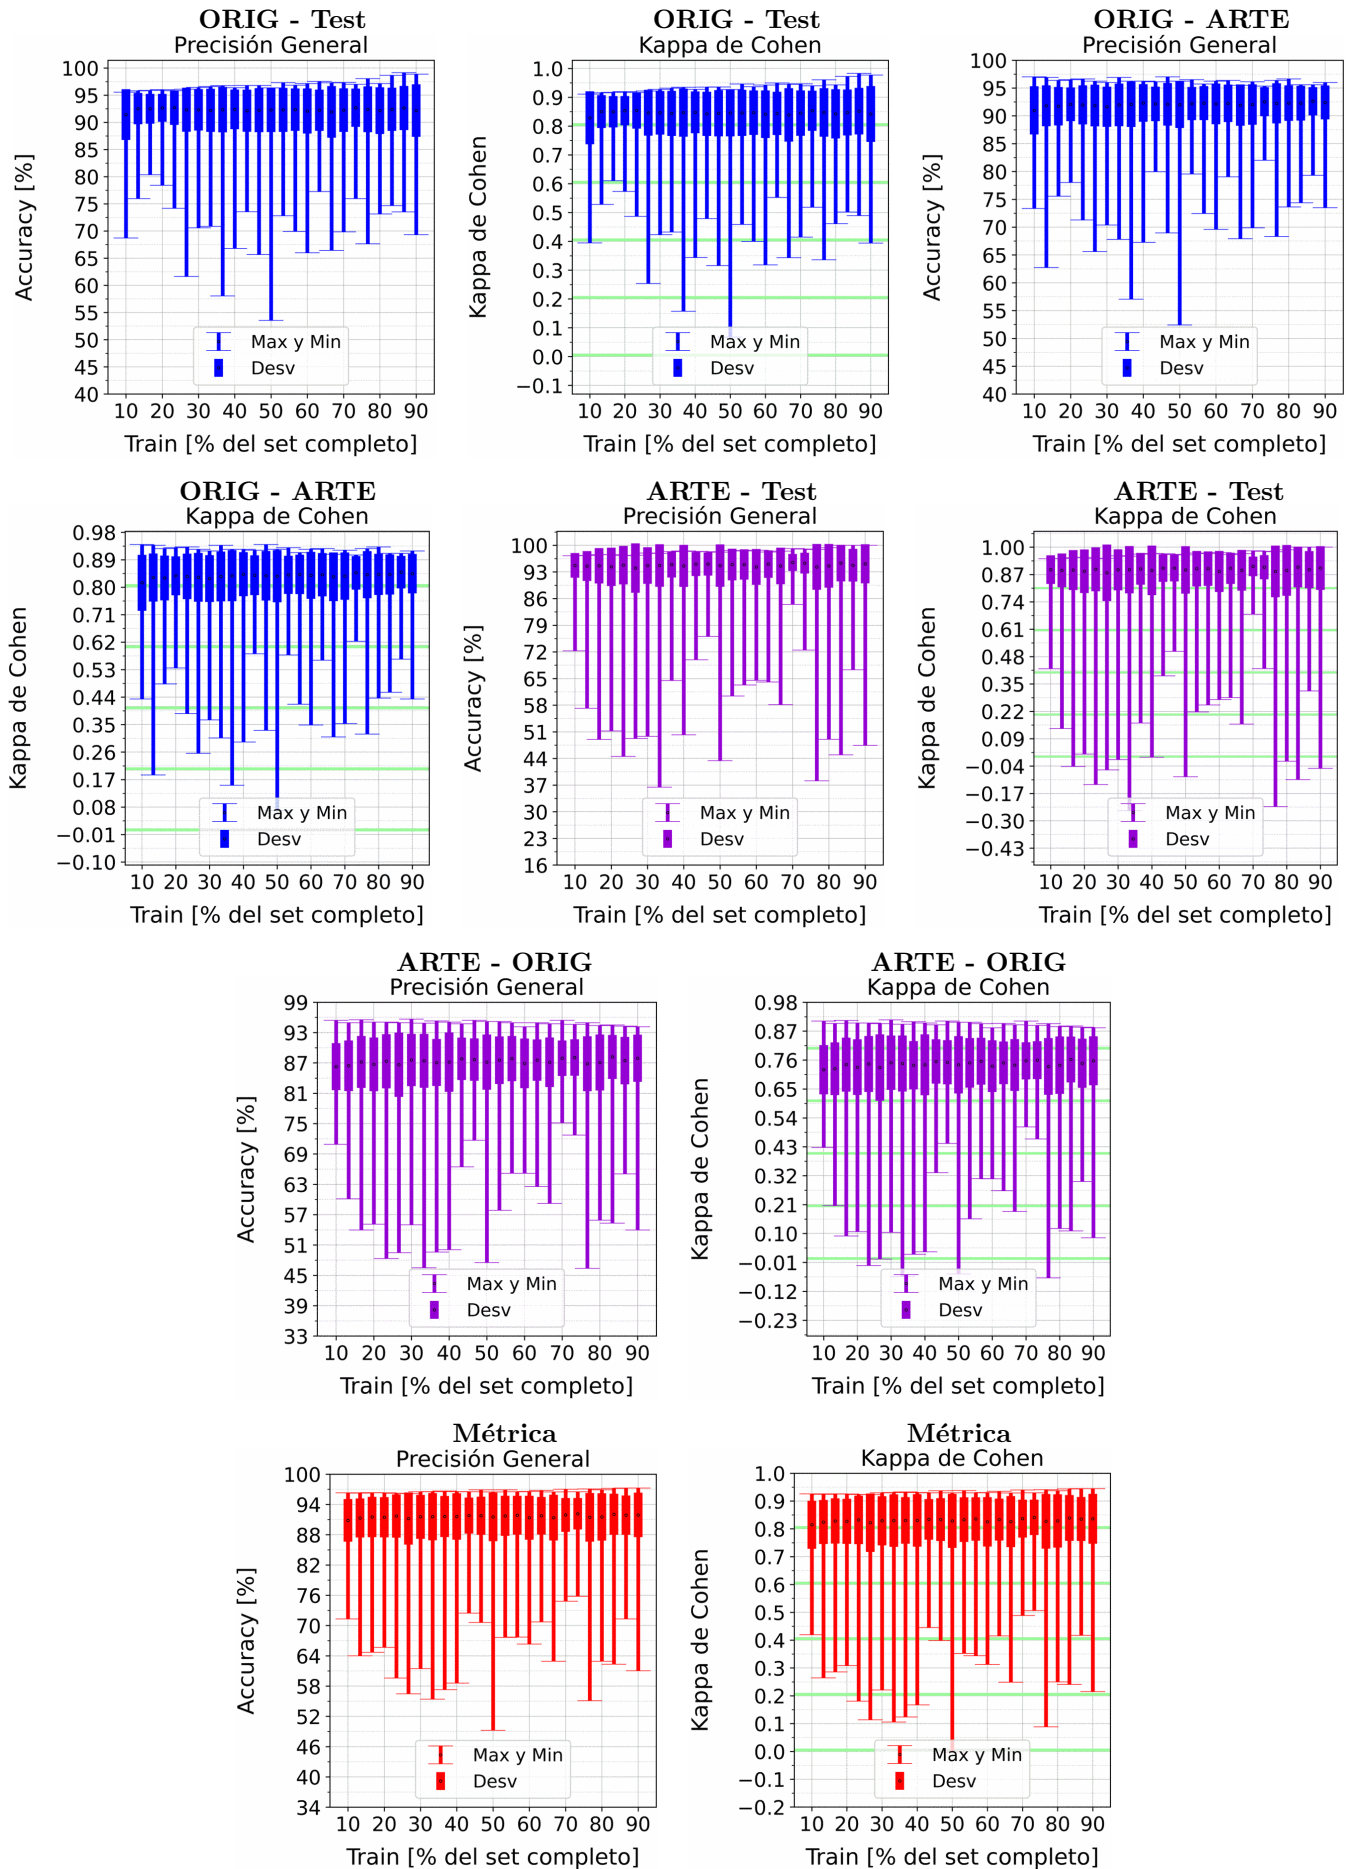 ORIG - Test
Precisión General
Accuracy [%]
100
95
90
85
80
75
70
65
60
55
50
45
40
Max y Min
Desv
10 20 30 40 50 60 70 80 90
Train [% del set completo]
ORIG - Test
Kappa de Cohen
Kappa de Cohen
1.0
0.9
0.8
0.7
0.6
0.5
0.4
0.3
0.2
0.1
0.0
−0.1
Max y Min
Desv
10 20 30 40 50 60 70 80 90
Train [% del set completo]
ORIG - ARTE
Precisión General
Accuracy [%]
100
95
90
85
80
75
70
65
60
55
50
45
40
Max y Min
Desv
10 20 30 40 50 60 70 80 90
Train [% del set completo]
ORIG - ARTE
Kappa de Cohen
Kappa de Cohen
0.98
0.89
0.80
0.71
0.62
0.53
0.44
0.35
0.26
0.17
0.08
−0.01
−0.10
Max y Min
Desv
10 20 30 40 50 60 70 80 90
Train [% del set completo]
ARTE - Test
Precisión General
Accuracy [%]
100
93
86
79
72
65
58
51
44
37
30
23
16
Max y Min
Desv
10 20 30 40 50 60 70 80 90
Train [% del set completo]
ARTE - Test
Kappa de Cohen
Kappa de Cohen
1.00
0.87
0.74
0.61
0.48
0.35
0.22
0.09
−0.04
−0.17
−0.30
−0.43
Max y Min
Desv
10 20 30 40 50 60 70 80 90
Train [% del set completo]
ARTE - ORIG
Precisión General
Accuracy [%]
99
93
87
81
75
69
63
57
51
45
39
33
Max y Min
Desv
10 20 30 40 50 60 70 80 90
Train [% del set completo]
ARTE - ORIG
Kappa de Cohen
Kappa de Cohen
0.98
0.87
0.76
0.65
0.54
0.43
0.32
0.21
0.10
−0.01
−0.12
−0.23
Max y Min
Desv
10 20 30 40 50 60 70 80 90
Train [% del set completo]
Métrica
Precisión General
Accuracy [%]
100
94
88
82
76
70
64
58
52
46
40
34
Max y Min
Desv
10 20 30 40 50 60 70 80 90
Train [% del set completo]
Métrica
Kappa de Cohen
Kappa de Cohen
1.0
0.9
0.8
0.7
0.6
0.5
0.4
0.3
0.2
0.1
0.0
−0.1
−0.2
Max y Min
Desv
10 20 30 40 50 60 70 80 90
Train [% del set completo]